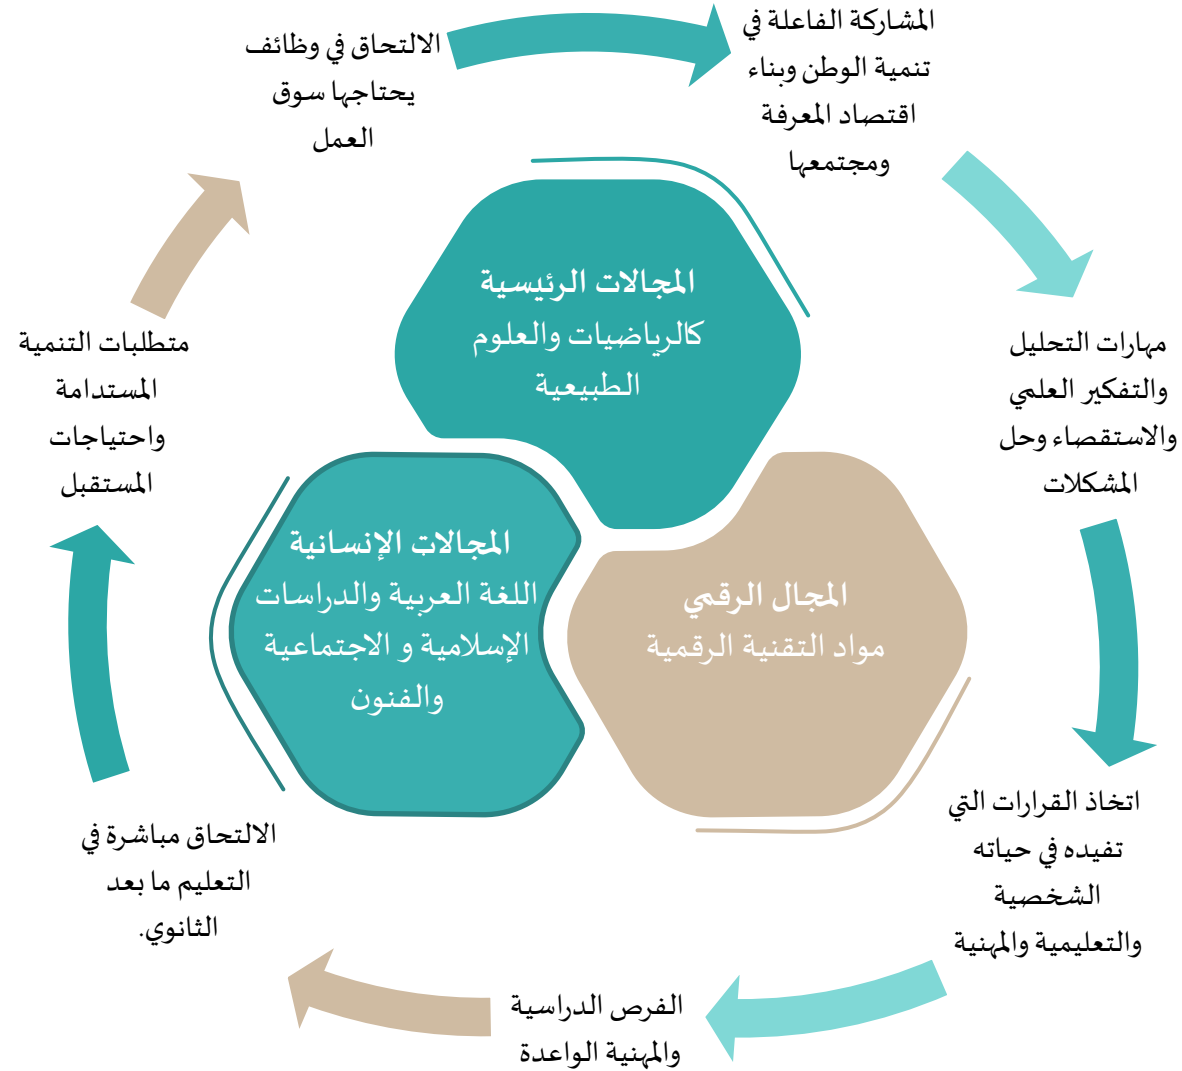 المشاركة الفاعلة في
تنمية الوطن وبناء
اقتصاد المعرفة
ومجتمعها
مهارات التحليل
والتفكير العلمي
والاستقصاء وحل
المشكلات
اتخاذ القرارات التي
تفيده في حياته
الشخصية
والتعليمية والمهنية
الفرص الدراسية
والمهنية الواعدة
الالتحاق مباشرة في
التعليم ما بعد
الثانوي.
متطلبات التنمية
المستدامة
واحتياجات
المستقبل
الالتحاق في وظائف
يحتاجها سوق
العمل
المجالات الرئيسية
كالرياضيات والعلوم
الطبيعية
المجال الرقمي
مواد التقنية الرقمية
المجالات الإنسانية
اللغة العربية والدراسات
الإسلامية و الاجتماعية
والفنون